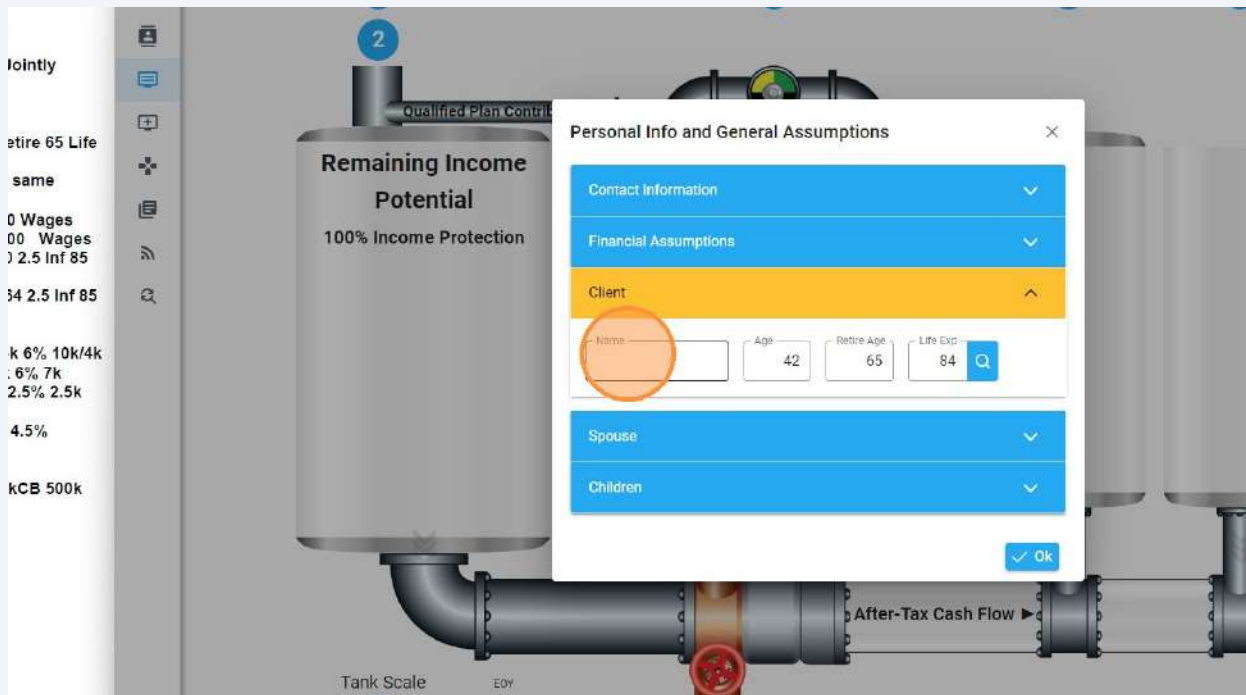 Jointly
etire 65 Life
same
0 Wages
00 Wages
0 2.5 Inf 85
64 2.5 Inf 85
k 6% 10k/4k
6% 7k
2.5% 2.5k
4.5%
kCB 500k
2
Qualified Plan Contrib
Remaining Income
Potential
100% Income Protection
Personal Info and General Assumptions
Contact Information
Financial Assumptions
Client
Name Age Retire Age Life Exp
42 65 84
Spouse
Children
Ok
After-Tax Cash Flow ►
Tank Scale EOY